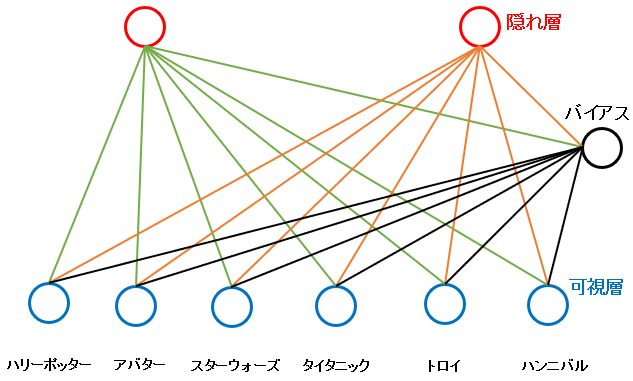 隠れ層
バイアス
可視層
ハリーポッター アバター スターウォーズ タイタニック トロイ ハンニバル